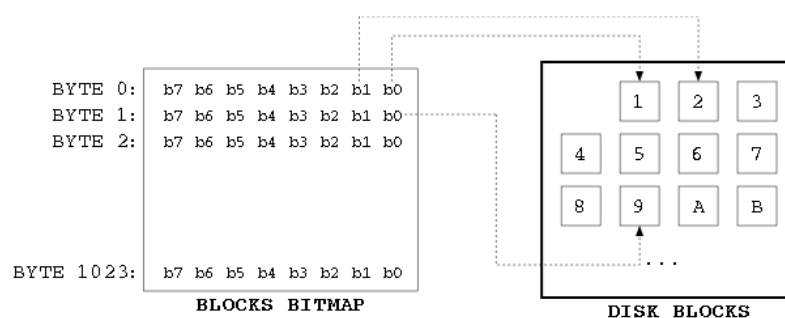 BYTE 0: b7 b6 b5 b4 b3 b2 b1 b0
BYTE 1: b7 b6 b5 b4 b3 b2 b1 b0
BYTE 2: b7 b6 b5 b4 b3 b2 b1 b0
BYTE 1023: b7 b6 b5 b4 b3 b2 b1 b0
BLOCKS BITMAP
1 2 3
4 5 6 7
8 9 A B
...
DISK BLOCKS